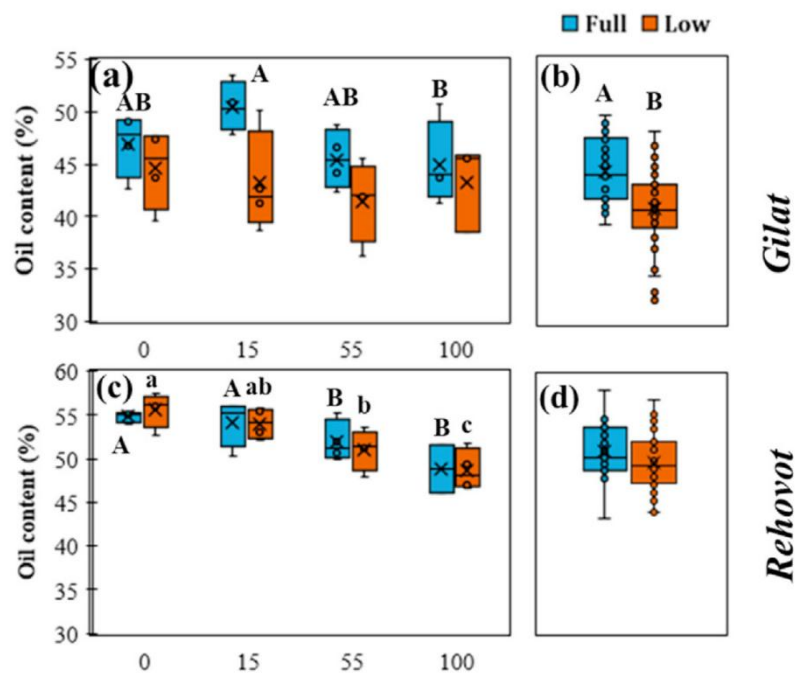 Full Low
55
50
45
40
35
30
Oil content (%)
(a)
AB
A
AB
B
0 15 55 100
(b)
A
B
Gilat
60
55
50
45
40
35
30
Oil content (%)
(c)
a
A
A ab
B
b
B c
0 15 55 100
(d)
Rehovot